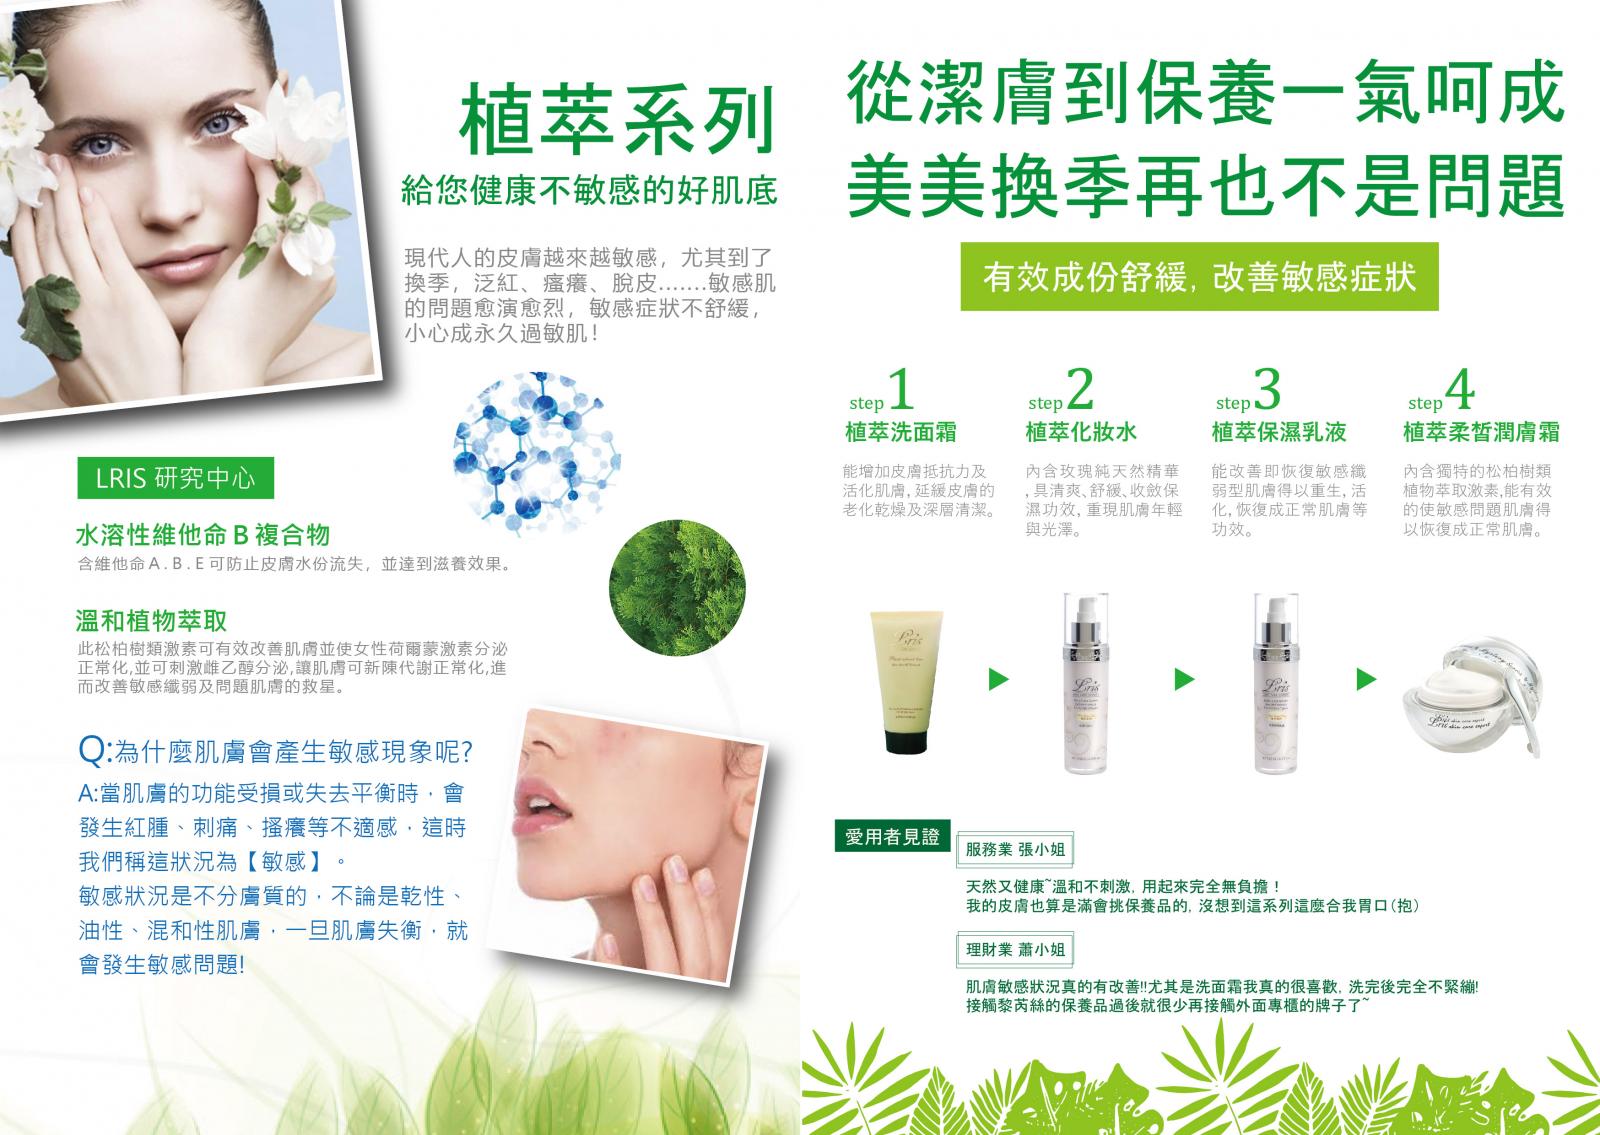 植萃系列
給您健康不敏感的好肌底
現代人的皮膚越來越敏感，尤其到了
換季，泛紅、搔癢、脫皮.......敏感肌
的問題愈演愈烈，敏感症狀不舒緩，
小心成永久過敏肌！
LRIS 研究中心
水溶性維他命 B 複合物
含維他命 A . B . E 可防止皮膚水份流失，並達到滋養效果。
溫和植物萃取
此松柏樹類激素可有效改善肌膚並使女性荷爾蒙激素分泌
正常化,並可刺激雌乙醇分泌,讓肌膚可新陳代謝正常化,進
而改善敏感纖弱及問題肌膚的救星。
Q:為什麼肌膚會產生敏感現象呢?
A:當肌膚的功能受損或失去平衡時，會
發生紅腫、刺痛、搔癢等不適感，這時
我們稱這狀況為【敏感】。
敏感狀況是不分膚質的，不論是乾性、
油性、混和性肌膚，一旦肌膚失衡，就
會發生敏感問題!
從潔膚到保養一氣呵成
美美換季再也不是問題
有效成份舒緩，改善敏感症狀
step1
植萃洗面霜
能增加皮膚抵抗力及
活化肌膚,延緩皮膚的
老化乾燥及深層清潔。
step2
植萃化妝水
內含玫瑰純天然精華
,具清爽、舒緩、收斂保
濕功效,重現肌膚年輕
與光澤。
step3
植萃保濕乳液
能改善即恢復敏感纖
弱型肌膚得以重生,活
化,恢復成正常肌膚等
功效。
step4
植萃柔皙潤膚霜
內含獨特的松柏樹類
植物萃取激素,能有效
的使敏感問題肌膚得
以恢復成正常肌膚。
Lris
Lris
Lris
Lris skin care expert
愛用者見證
服務業 張小姐
天然又健康~溫和不刺激，用起來完全無負擔！
我的皮膚也算是滿會挑保養品的，沒想到這系列這麼合我胃口(抱)
理財業 蕭小姐
肌膚敏感狀況真的有改善!!尤其是洗面霜我真的很喜歡，洗完後完全不緊繃!
接觸黎芮絲的保養品過後就很少再接觸外面專櫃的牌子了~